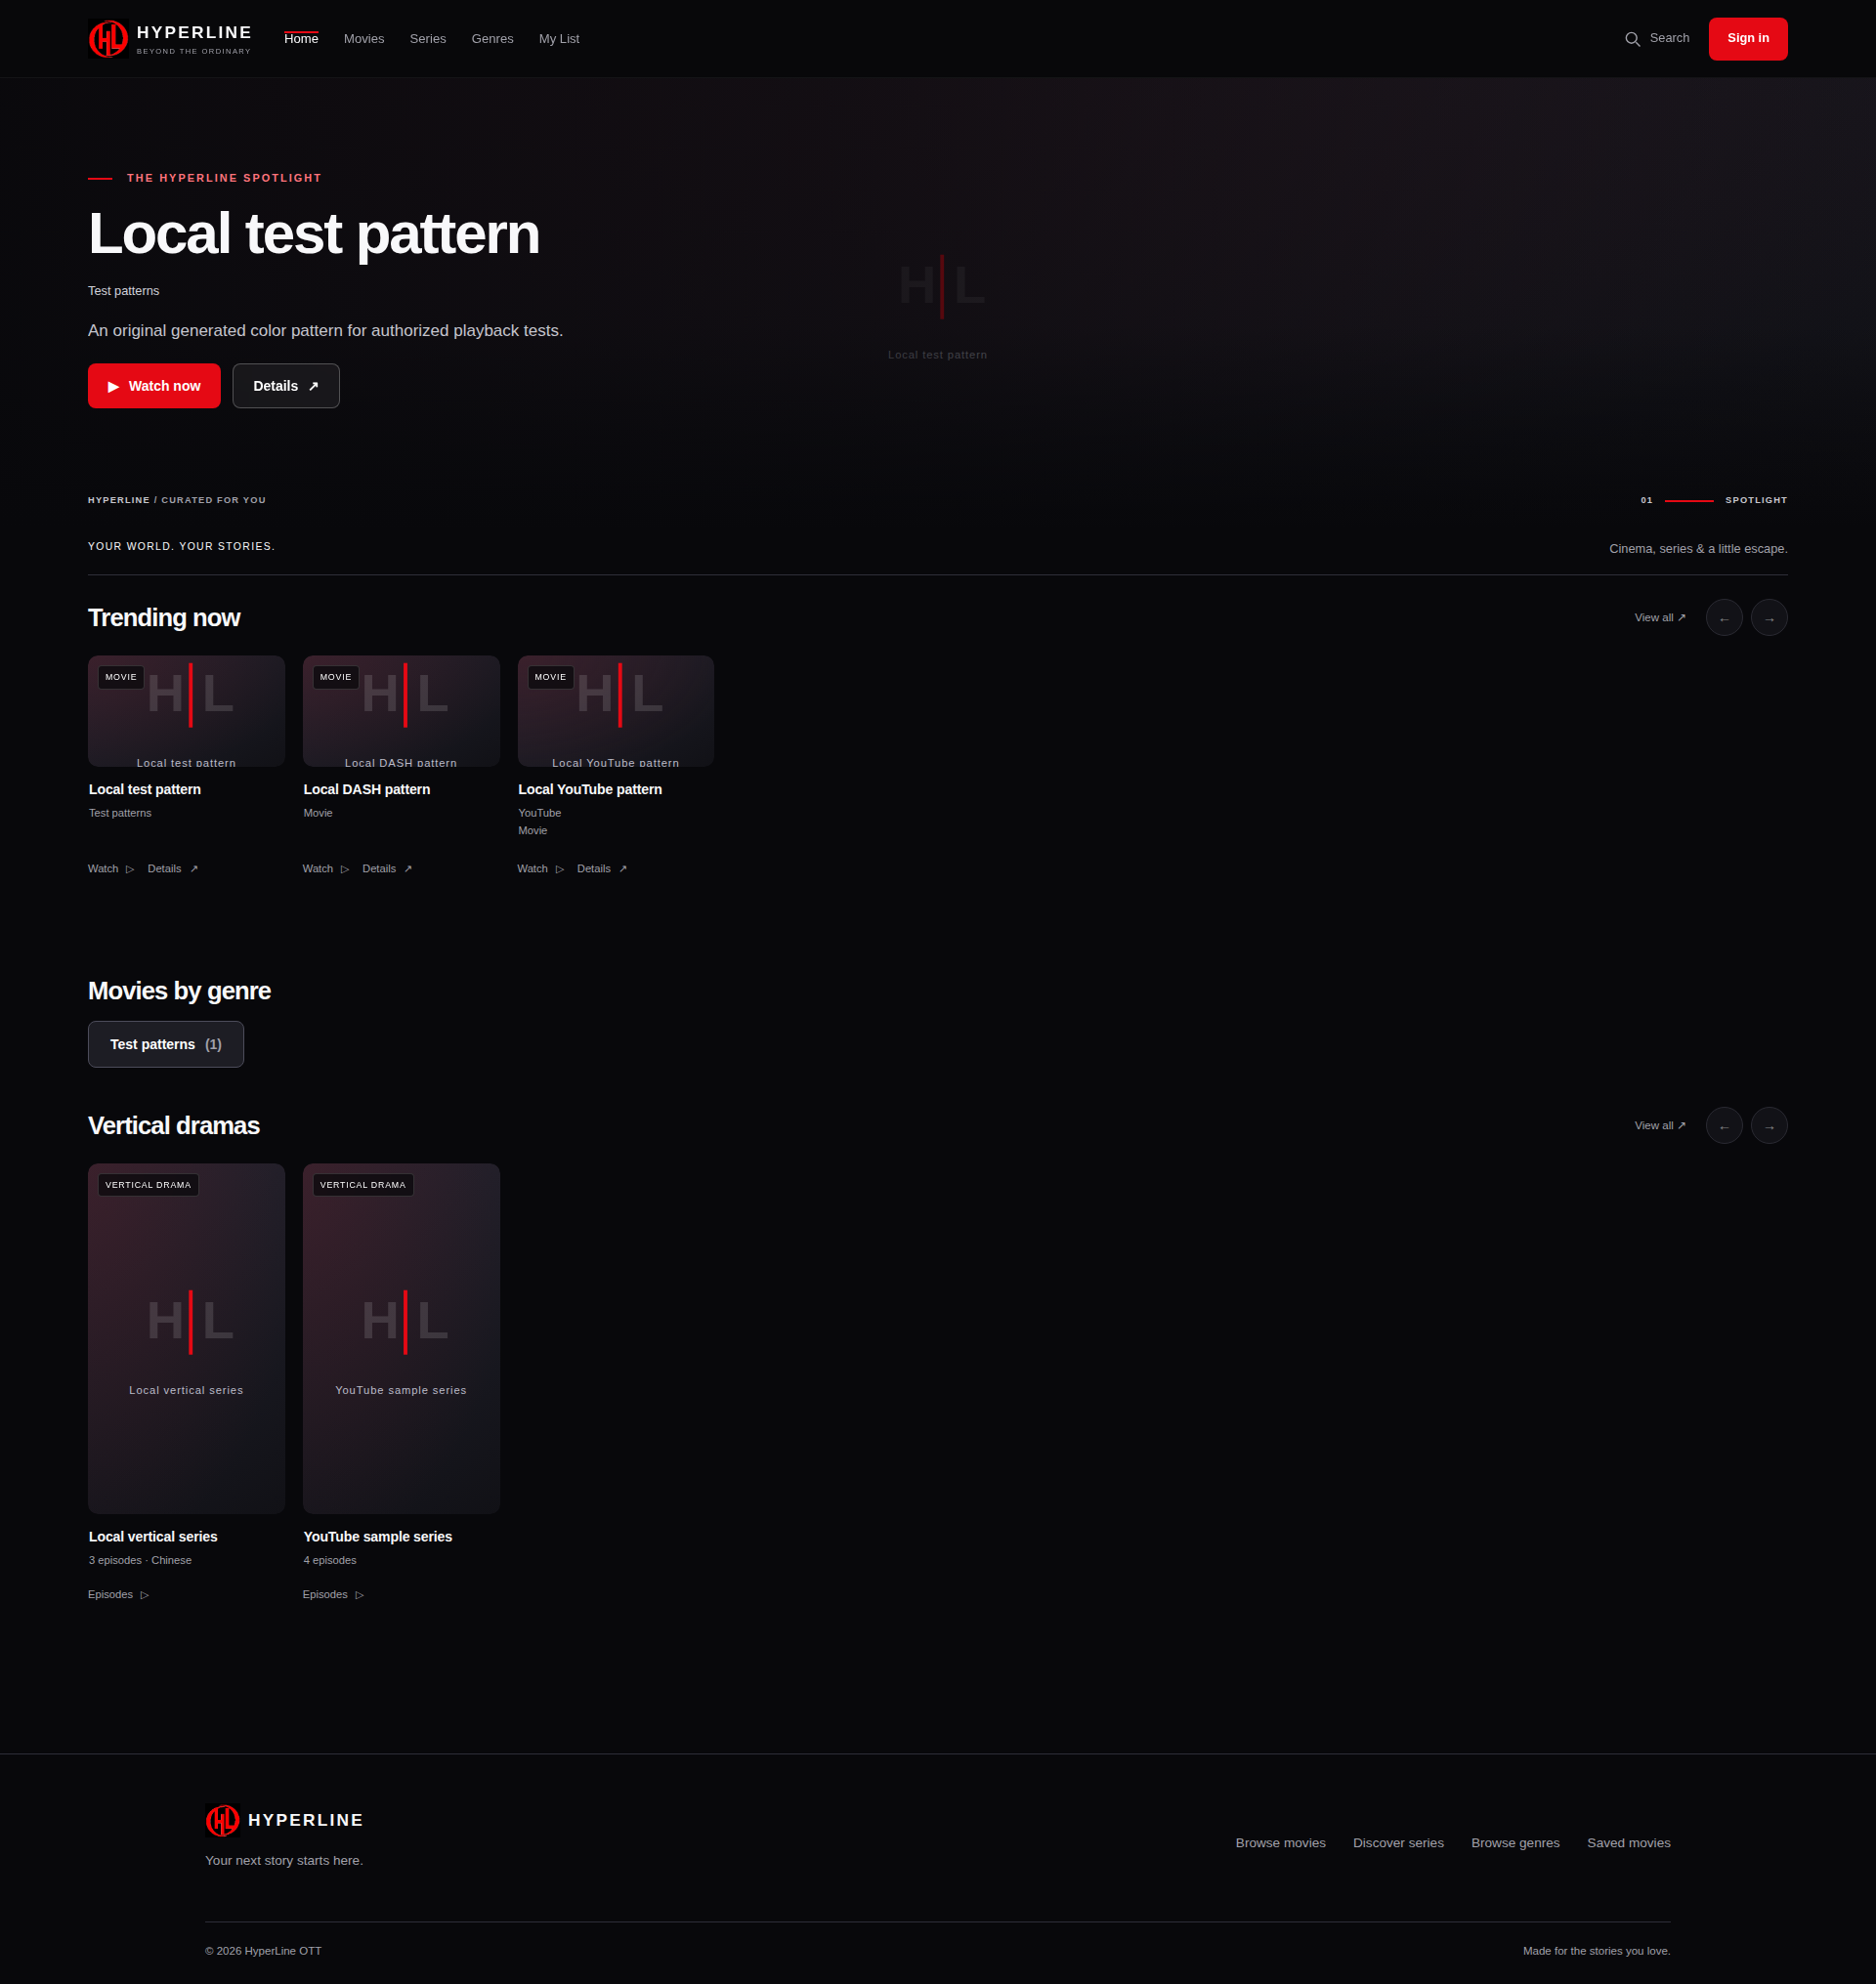 HYPERLINE
BEYOND THE ORDINARY
Home Movies Series Genres My List
Search Sign in
THE HYPERLINE SPOTLIGHT
Local test pattern
Test patterns
An original generated color pattern for authorized playback tests.
▶ Watch now Details ↗
H L
Local test pattern
HYPERLINE / CURATED FOR YOU
01 SPOTLIGHT
YOUR WORLD. YOUR STORIES.
Cinema, series & a little escape.
Trending now
View all ↗ ← →
MOVIE H L
Local test pattern
Local test pattern
Test patterns
Watch ▷ Details ↗
MOVIE H L
Local DASH pattern
Local DASH pattern
Movie
Watch ▷ Details ↗
MOVIE H L
Local YouTube pattern
Local YouTube pattern
YouTube
Movie
Watch ▷ Details ↗
Movies by genre
Test patterns (1)
Vertical dramas
View all ↗ ← →
VERTICAL DRAMA
H L
Local vertical series
Local vertical series
3 episodes · Chinese
Episodes ▷
VERTICAL DRAMA
H L
YouTube sample series
YouTube sample series
4 episodes
Episodes ▷
HYPERLINE
Your next story starts here.
Browse movies Discover series Browse genres Saved movies
© 2026 HyperLine OTT
Made for the stories you love.